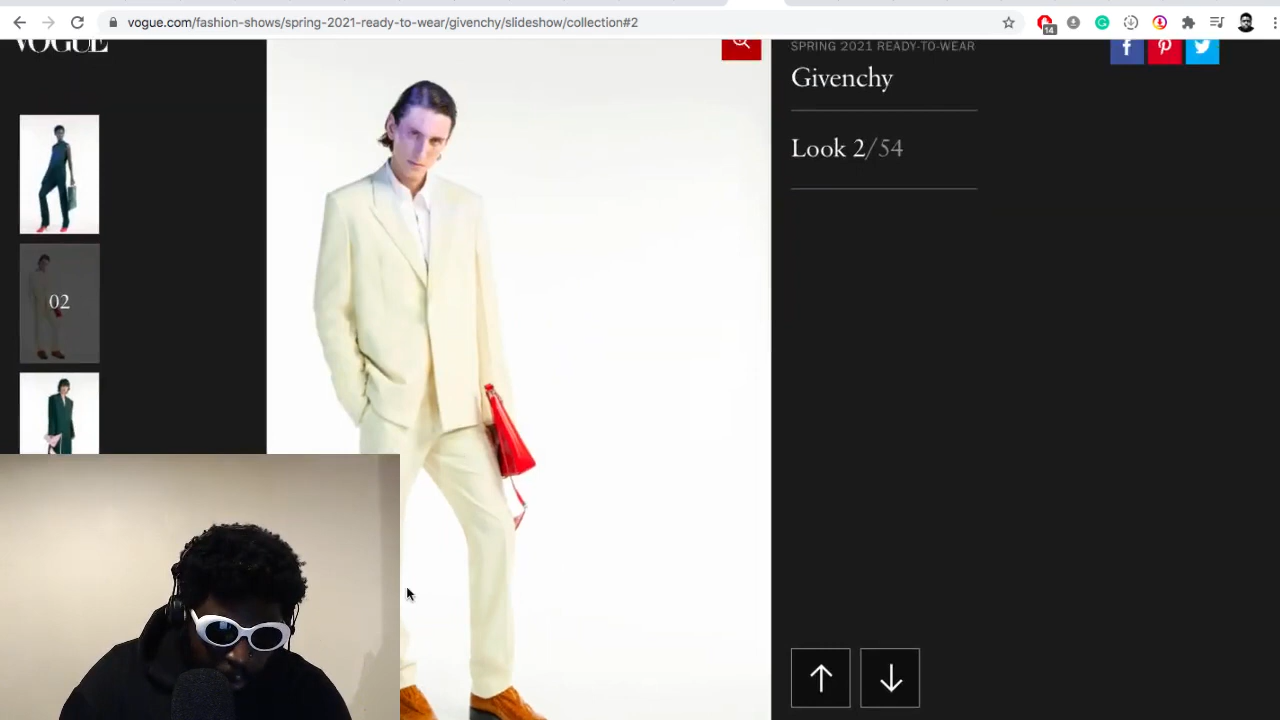 vogue.com/fashion-shows/spring-2021-ready-to-wear/givenchy/slideshow/collection#2
14
VOGUE
SPRING 2021 READY-TO-WEAR
Givenchy
Look 2/54
02